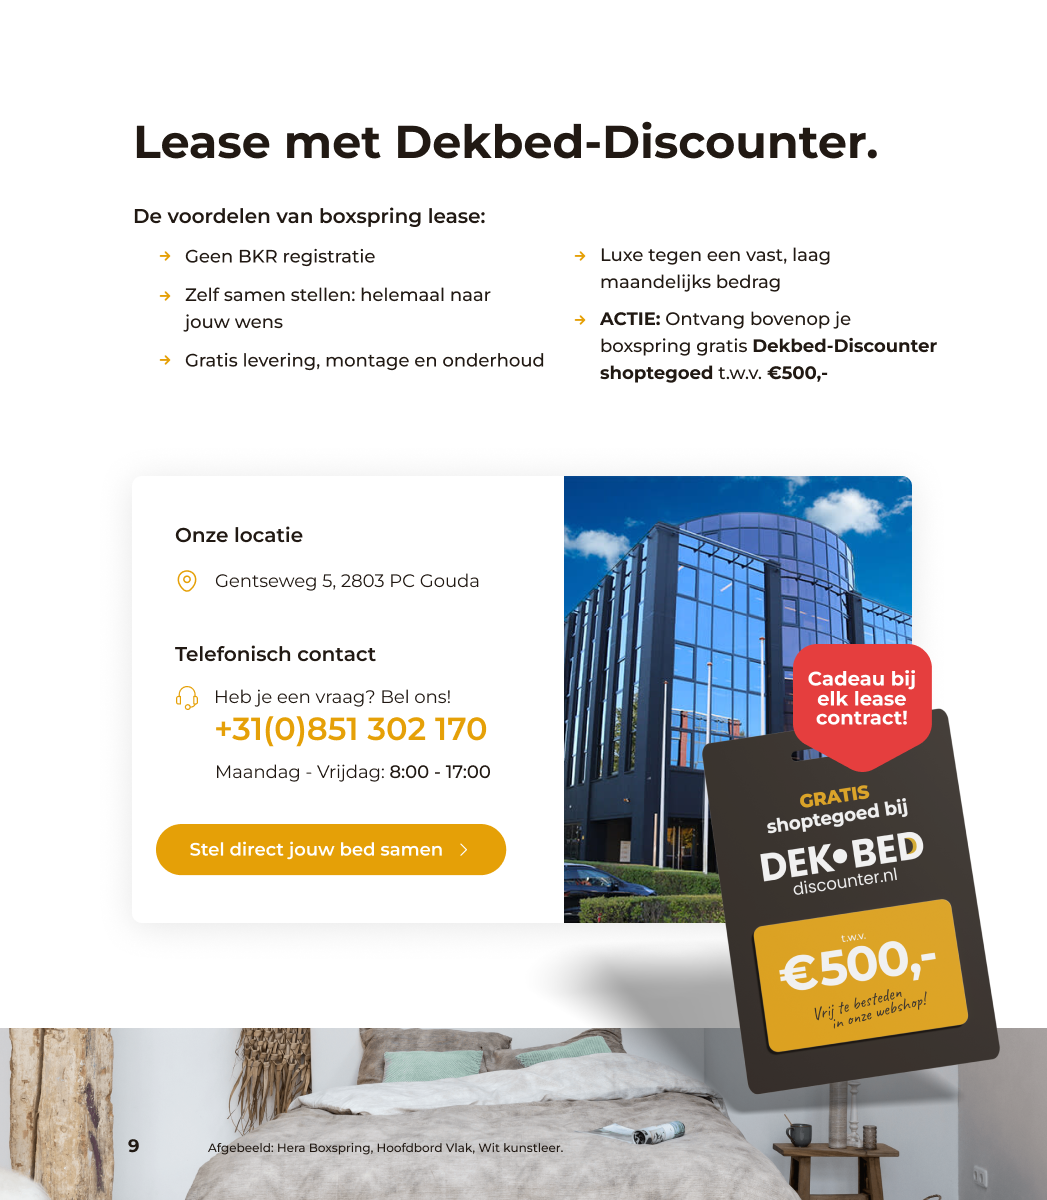 Lease met Dekbed-Discounter.
De voordelen van boxspring lease:
Geen BKR registratie
Zelf samen stellen: helemaal naar
jouw wens
Gratis levering, montage en onderhoud
Luxe tegen een vast, laag
maandelijks bedrag
ACTIE: Ontvang bovenop je
boxspring gratis Dekbed-Discounter
shoptegoed t.w.v. €500,-
Onze locatie
Gentseweg 5, 2803 PC Gouda
Telefonisch contact
Heb je een vraag? Bel ons!
+31(0)851 302 170
Maandag - Vrijdag: 8:00 - 17:00
Stel direct jouw bed samen
Cadeau bij
elk lease
contract!
GRATIS
shoptegoed bij
DEK•BED
discounter.nl
t.w.v.
€500,-
Vrij te besteden
in onze webshop!
9
Afgebeeld: Hera Boxspring, Hoofdbord Vlak, Wit kunstleer.